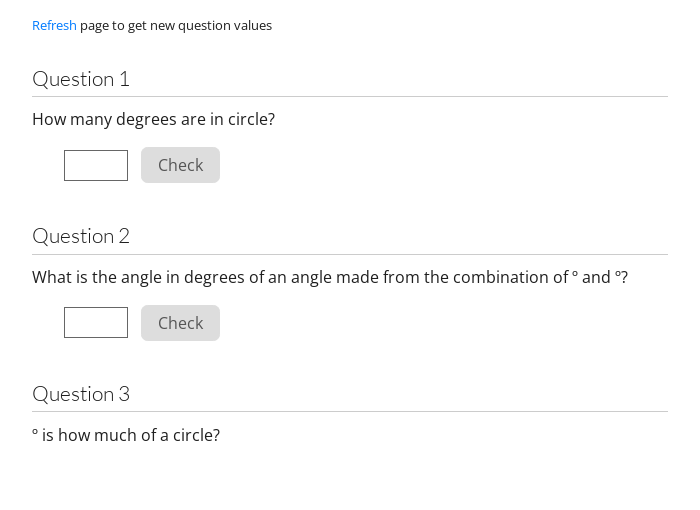 Refresh page to get new question values
Question 1
How many degrees are in circle?
Check
Question 2
What is the angle in degrees of an angle made from the combination of º and º?
Check
Question 3
º is how much of a circle?